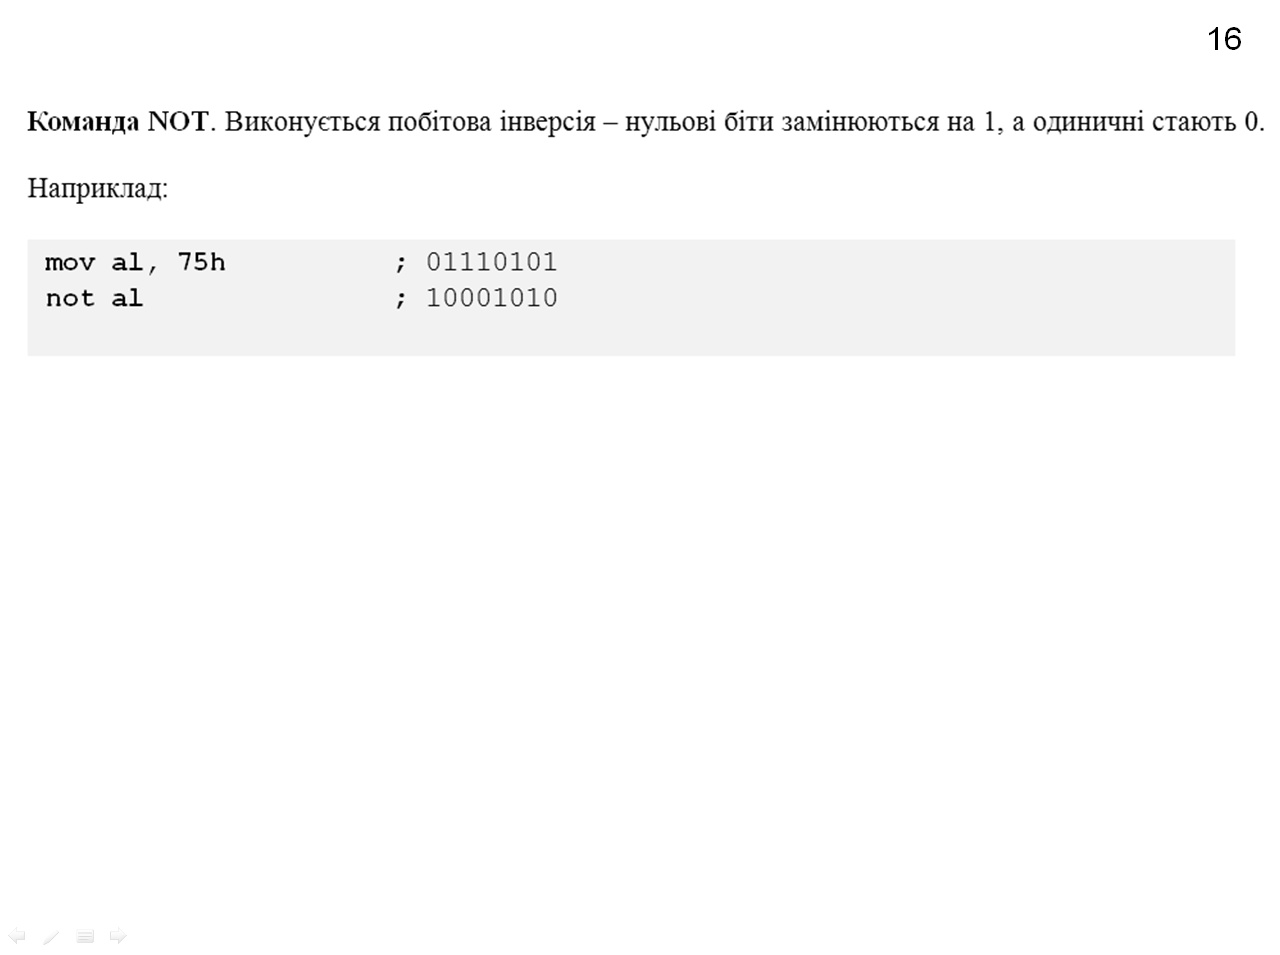 16
Команда NOT. Виконується побітова інверсія – нульові біти замінюються на 1, а одиничні стають 0.
Наприклад:
mov al, 75h ; 01110101
not al ; 10001010